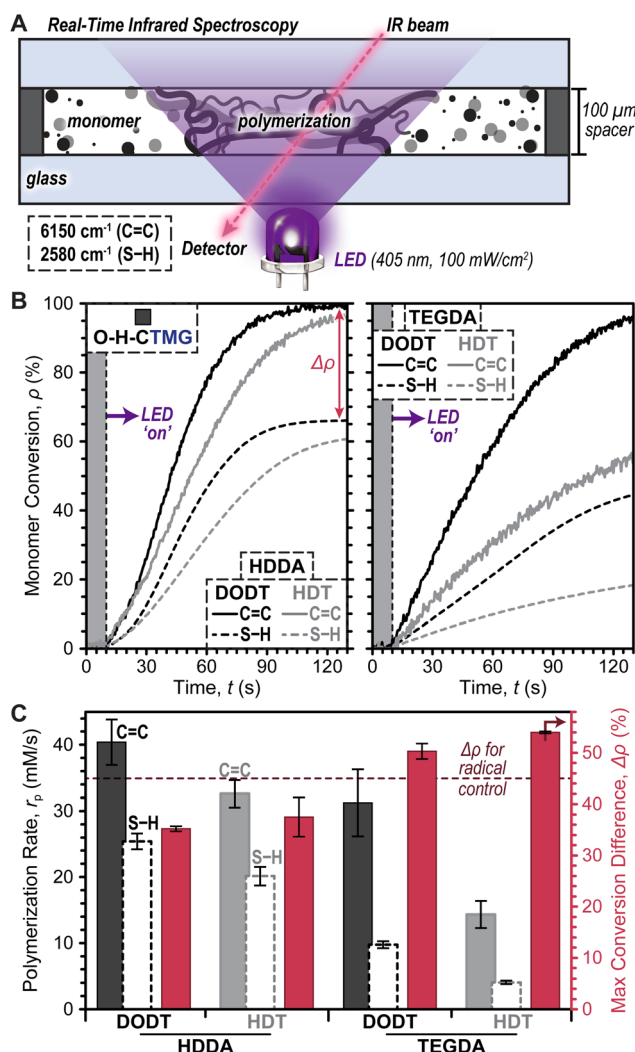 A
Real-Time Infrared Spectroscopy
IR beam
monomer
polymerization
100 µm
spacer
glass
6150 cm⁻¹ (C=C)
2580 cm⁻¹ (S–H)
Detector
LED (405 nm, 100 mW/cm²)
B
100
80
60
40
20
0
Monomer Conversion, ρ (%)
O-H-CTMG
LED
‘on’
Δρ
HDDA
DODT HDT
C=C C=C
S–H S–H
0 30 60 90 120
Time, t (s)
TEGDA
DODT HDT
C=C C=C
S–H S–H
LED
‘on’
0 30 60 90 120
Time, t (s)
C
40
30
20
10
0
Polymerization Rate, rₚ (mM/s)
C=C
S–H
C=C
S–H
Δρ for
radical
control
50
40
30
20
10
0
Max Conversion Difference, Δρ (%)
DODT HDT DODT HDT
HDDA TEGDA